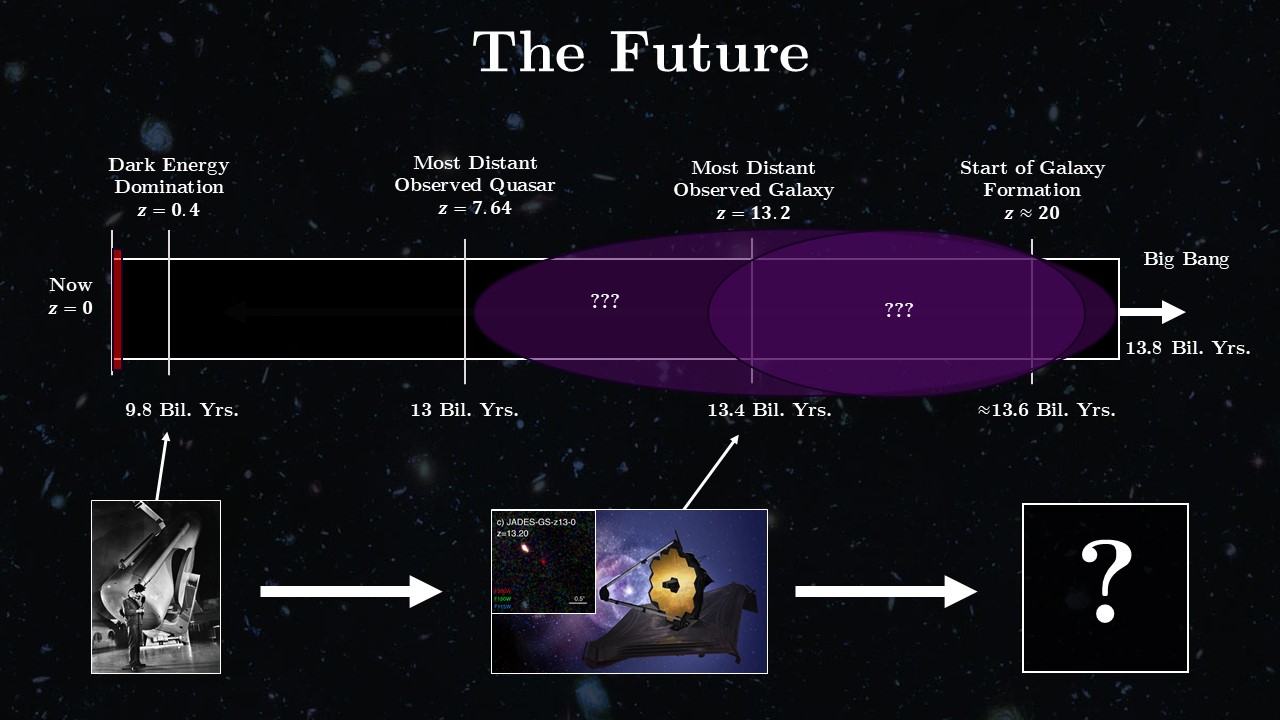 The Future
Dark Energy
Domination
z = 0.4
Most Distant
Observed Quasar
z = 7.64
Most Distant
Observed Galaxy
z = 13.2
Start of Galaxy
Formation
z ≈ 20
Now
z = 0
???
???
Big Bang
13.8 Bil. Yrs.
9.8 Bil. Yrs.
13 Bil. Yrs.
13.4 Bil. Yrs.
≈13.6 Bil. Yrs.
c) JADES-GS-z13-0
z=13.20
F150W
F115W
0.5"
?